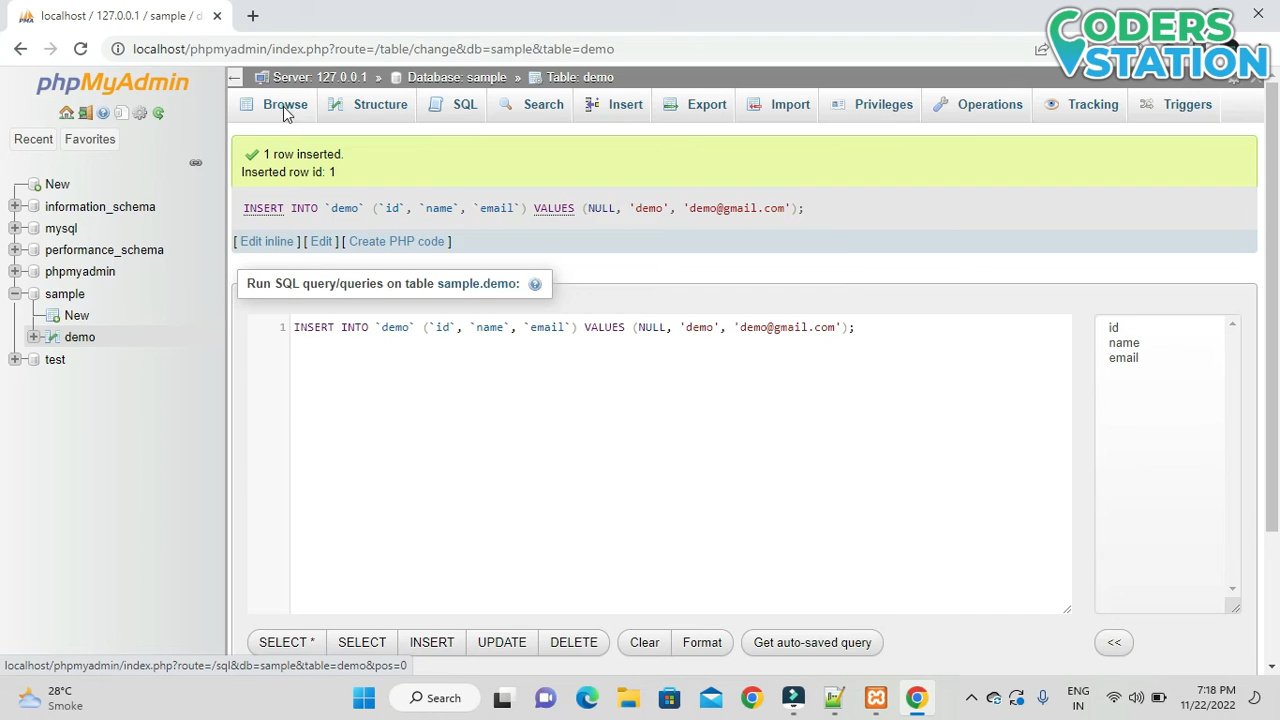 localhost / 127.0.0.1 / sample / d
CODERS STATION
localhost/phpmyadmin/index.php?route=/table/change&db=sample&table=demo
phpMyAdmin
Server: 127.0.0.1 » Database: sample » Table: demo
Browse Structure SQL Search Insert Export Import Privileges Operations Tracking Triggers
Recent Favorites
New
information_schema
mysql
performance_schema
phpmyadmin
sample
New
demo
test
1 row inserted.
Inserted row id: 1
INSERT INTO `demo` (`id`, `name`, `email`) VALUES (NULL, 'demo', 'demo@gmail.com');
[ Edit inline ] [ Edit ] [ Create PHP code ]
Run SQL query/queries on table sample.demo:
1 INSERT INTO `demo` (`id`, `name`, `email`) VALUES (NULL, 'demo', 'demo@gmail.com');
id
name
email
SELECT * SELECT INSERT UPDATE DELETE Clear Format Get auto-saved query <<
localhost/phpmyadmin/index.php?route=/sql&db=sample&table=demo&pos=0
28°C
Smoke
Search
ENG
IN
7:18 PM
11/22/2022